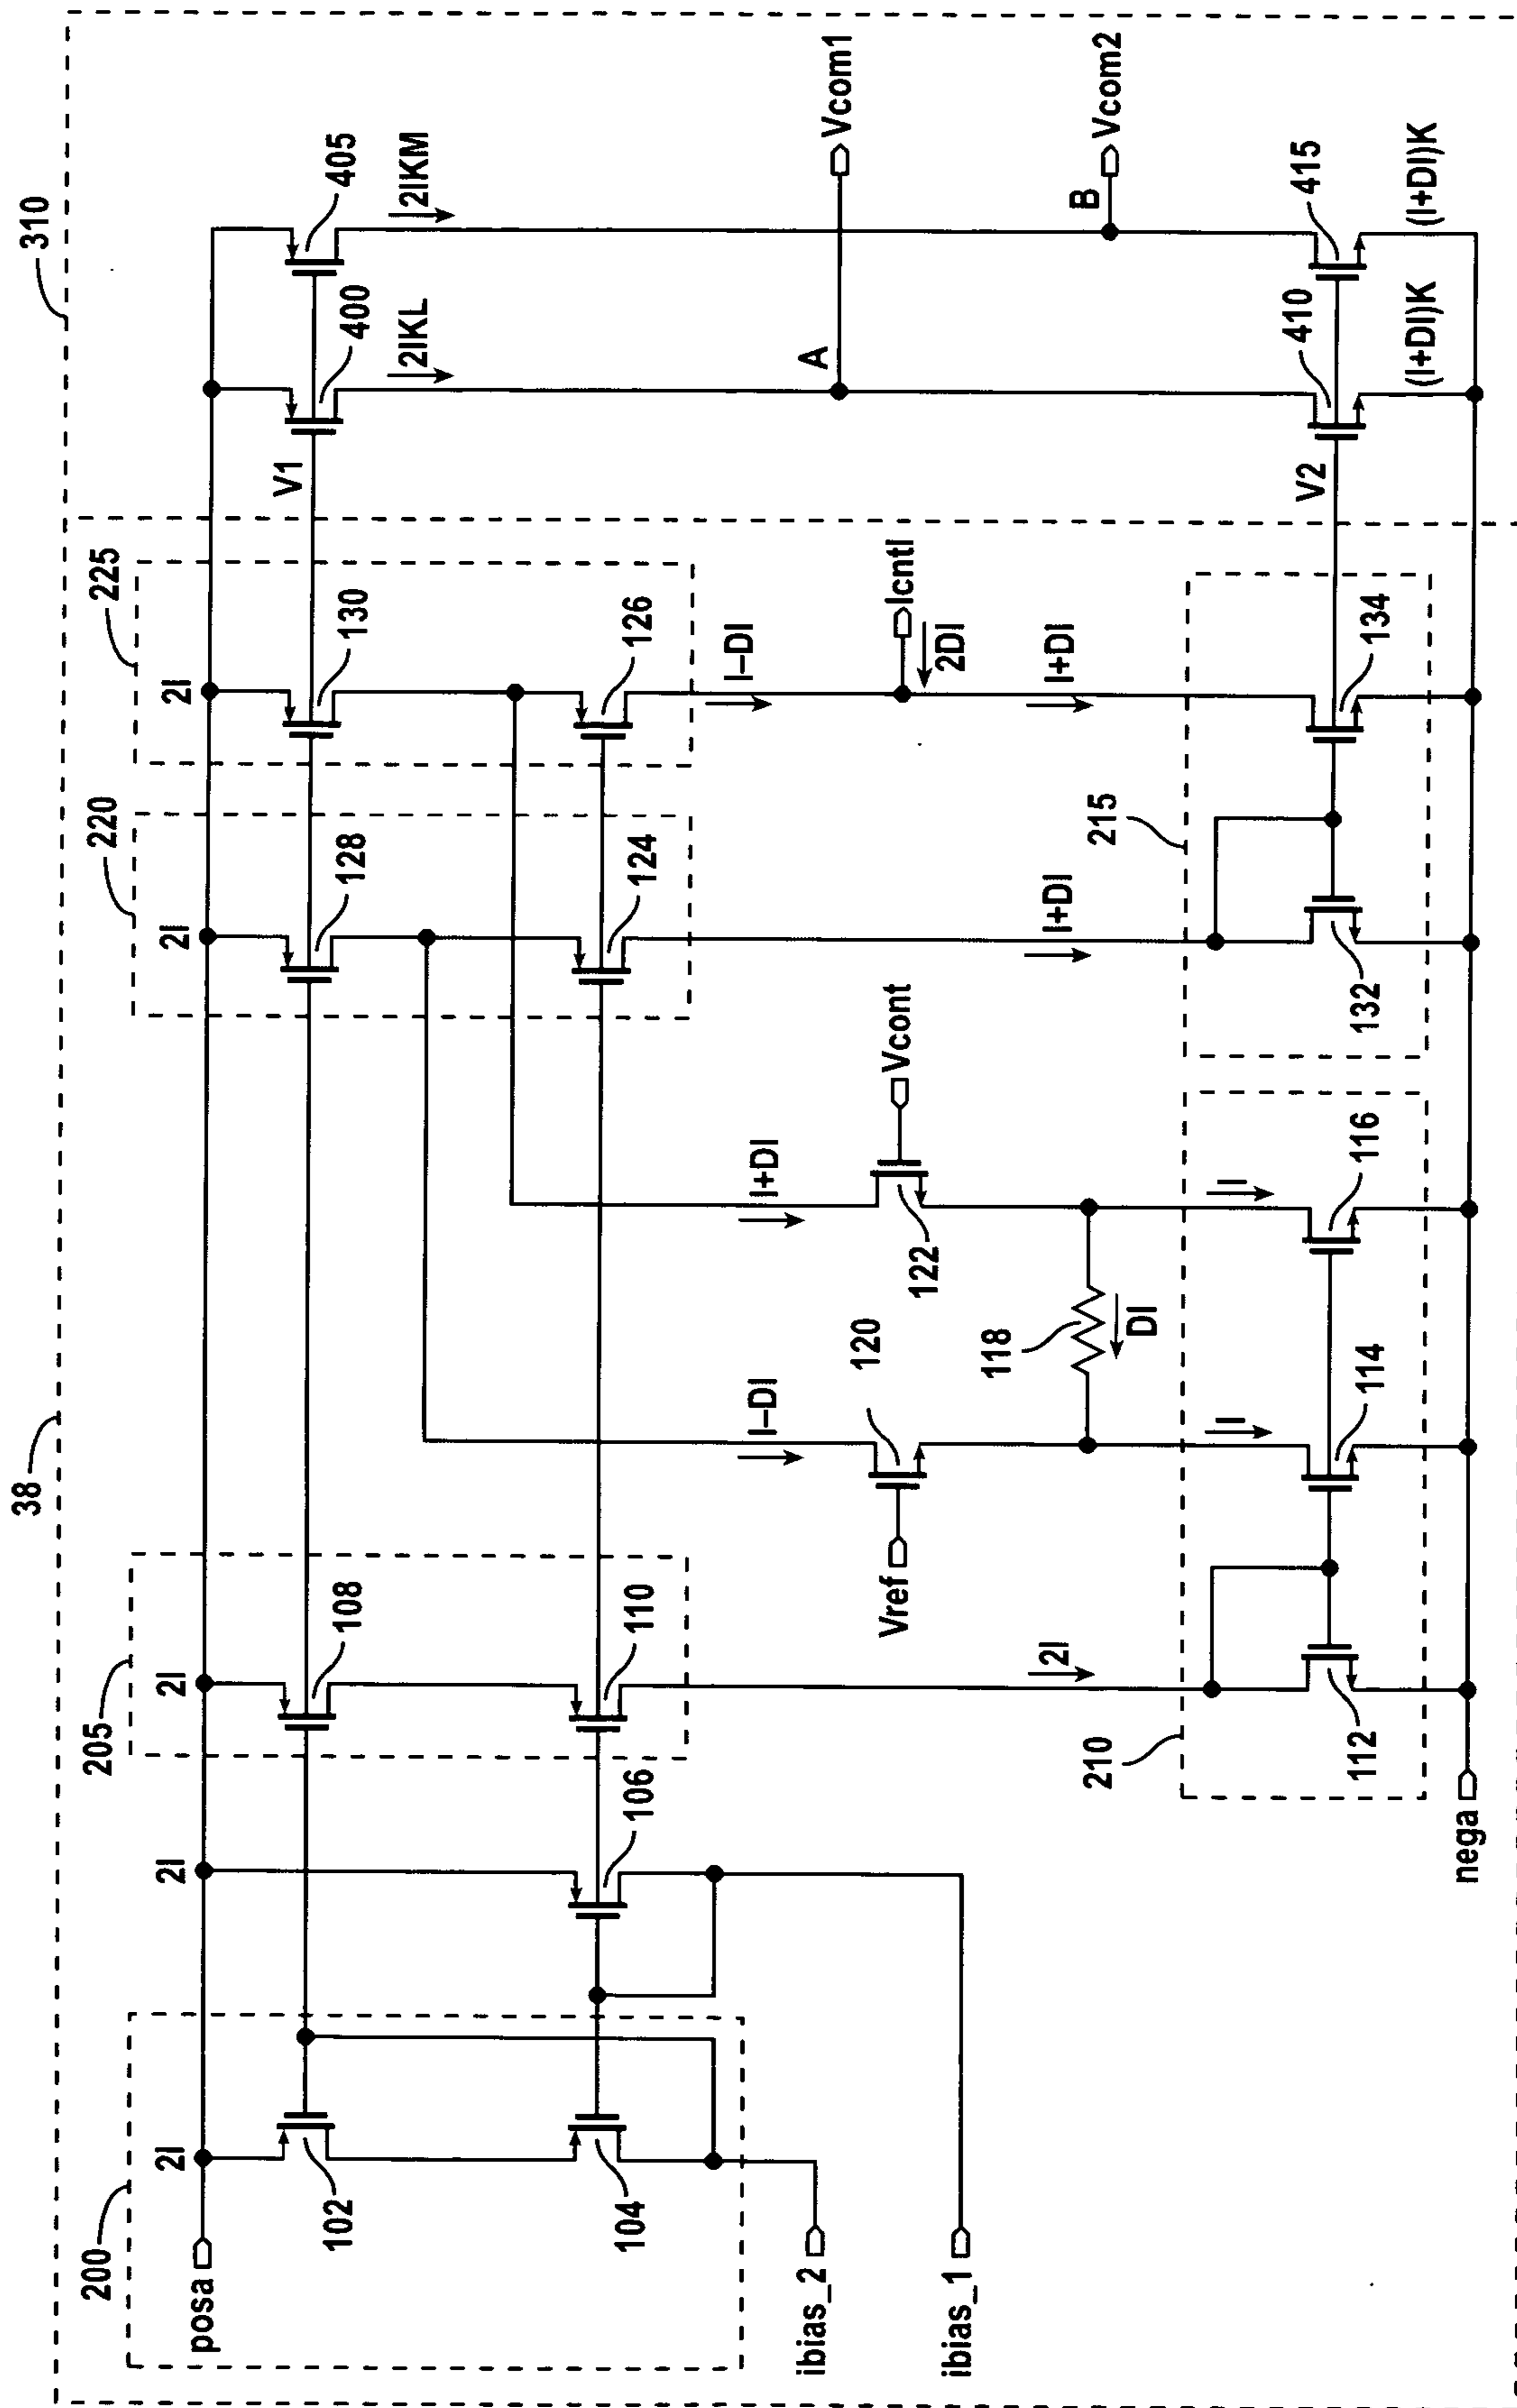 38
310
200
posa
2I
102
104
ibias_2
ibias_1
2I
106
205
2I
108
110
2I
210
112
nega
Vref
120
I–DI
118
DI
I
114
I+DI
122
Vcont
I
116
220
2I
128
124
I+DI
215
132
225
2I
130
126
I–DI
Icntl
2DI
I+DI
134
V1
400
2IKL
A
Vcom1
V2
410
(I+DI)K
405
2IKM
B
Vcom2
415
(I+DI)K